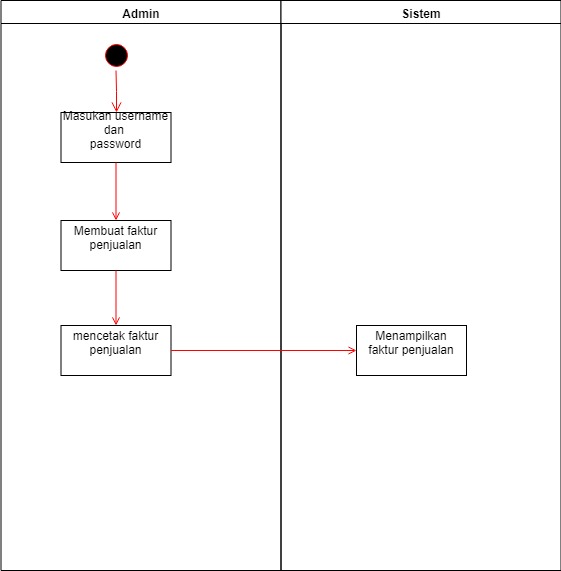 Admin
Sistem
Masukan username
dan
password
Membuat faktur
penjualan
mencetak faktur
penjualan
Menampilkan
faktur penjualan